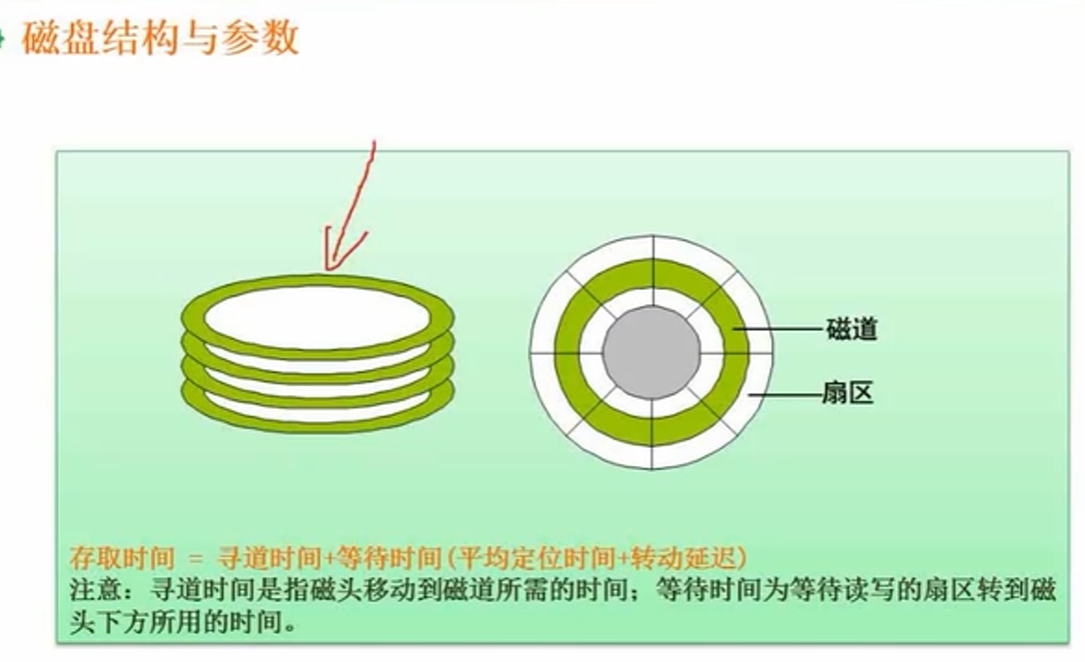 磁盘结构与参数
磁道
扇区
存取时间 = 寻道时间+等待时间(平均定位时间+转动延迟)
注意：寻道时间是指磁头移动到磁道所需的时间；等待时间为等待读写的扇区转到磁
头下方所用的时间。